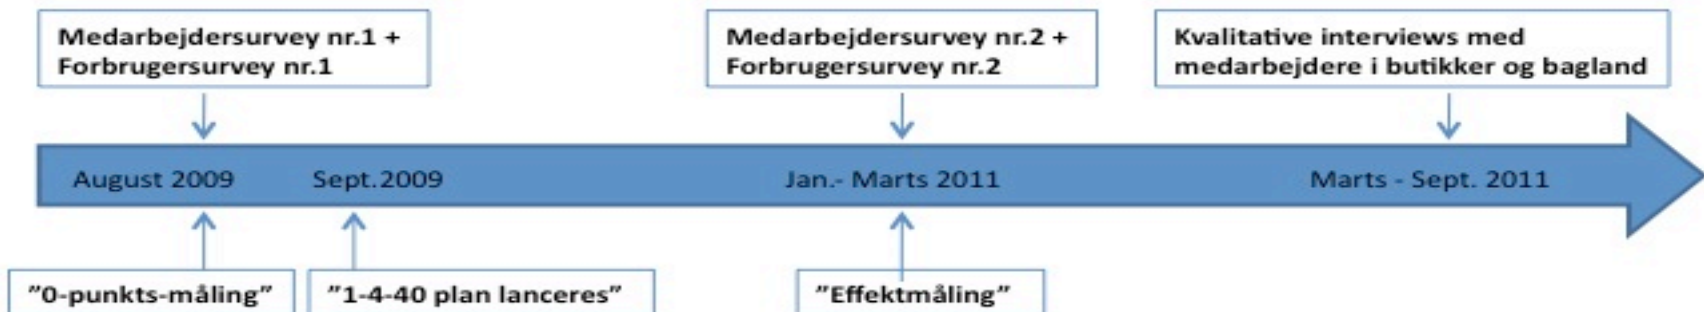 Medarbejdersurvey nr.1 +
Forbrugersurvey nr.1
Medarbejdersurvey nr.2 +
Forbrugersurvey nr.2
Kvalitative interviews med
medarbejdere i butikker og bagland
August 2009
Sept.2009
Jan.- Marts 2011
Marts - Sept. 2011
”0-punkts-måling”
”1-4-40 plan lanceres”
”Effektmåling”